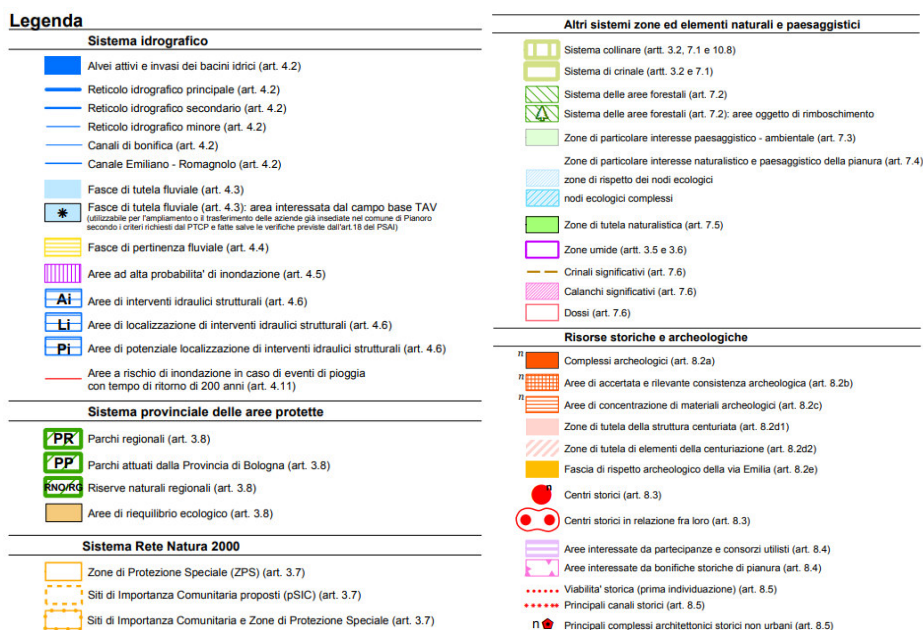 Legenda
Sistema idrografico
Alvei attivi e invasi dei bacini idrici (art. 4.2)
Reticolo idrografico principale (art. 4.2)
Reticolo idrografico secondario (art. 4.2)
Reticolo idrografico minore (art. 4.2)
Canali di bonifica (art. 4.2)
Canale Emiliano - Romagnolo (art. 4.2)
Fasce di tutela fluviale (art. 4.3)
* Fasce di tutela fluviale (art. 4.3): area interessata dal campo base TAV
(utilizzabile per l'ampliamento o il trasferimento delle aziende già insediate nel comune di Pianoro
secondo i criteri richiesti dal PTCP e fatte salve le verifiche previste dall'art.18 del PSAI)
Fasce di pertinenza fluviale (art. 4.4)
Aree ad alta probabilita' di inondazione (art. 4.5)
Ai Aree di interventi idraulici strutturali (art. 4.6)
Li Aree di localizzazione di interventi idraulici strutturali (art. 4.6)
Pi Aree di potenziale localizzazione di interventi idraulici strutturali (art. 4.6)
Aree a rischio di inondazione in caso di eventi di pioggia
con tempo di ritorno di 200 anni (art. 4.11)
Sistema provinciale delle aree protette
PR Parchi regionali (art. 3.8)
PP Parchi attuati dalla Provincia di Bologna (art. 3.8)
RNO/RG Riserve naturali regionali (art. 3.8)
Aree di riequilibrio ecologico (art. 3.8)
Sistema Rete Natura 2000
Zone di Protezione Speciale (ZPS) (art. 3.7)
Siti di Importanza Comunitaria proposti (pSIC) (art. 3.7)
Siti di Importanza Comunitaria e Zone di Protezione Speciale (art. 3.7)
Altri sistemi zone ed elementi naturali e paesaggistici
Sistema collinare (artt. 3.2, 7.1 e 10.8)
Sistema di crinale (artt. 3.2 e 7.1)
Sistema delle aree forestali (art. 7.2)
Sistema delle aree forestali (art. 7.2): aree oggetto di rimboschimento
Zone di particolare interesse paesaggistico - ambientale (art. 7.3)
Zone di particolare interesse naturalistico e paesaggistico della pianura (art. 7.4)
zone di rispetto dei nodi ecologici
nodi ecologici complessi
Zone di tutela naturalistica (art. 7.5)
Zone umide (artt. 3.5 e 3.6)
Crinali significativi (art. 7.6)
Calanchi significativi (art. 7.6)
Dossi (art. 7.6)
Risorse storiche e archeologiche
n Complessi archeologici (art. 8.2a)
n Aree di accertata e rilevante consistenza archeologica (art. 8.2b)
n Aree di concentrazione di materiali archeologici (art. 8.2c)
Zone di tutela della struttura centuriata (art. 8.2d1)
Zone di tutela di elementi della centuriazione (art. 8.2d2)
Fascia di rispetto archeologico della via Emilia (art. 8.2e)
n Centri storici (art. 8.3)
Centri storici in relazione fra loro (art. 8.3)
Aree interessate da partecipanze e consorzi utilisti (art. 8.4)
Aree interessate da bonifiche storiche di pianura (art. 8.4)
Viabilita' storica (prima individuazione) (art. 8.5)
Principali canali storici (art. 8.5)
n Principali complessi architettonici storici non urbani (art. 8.5)